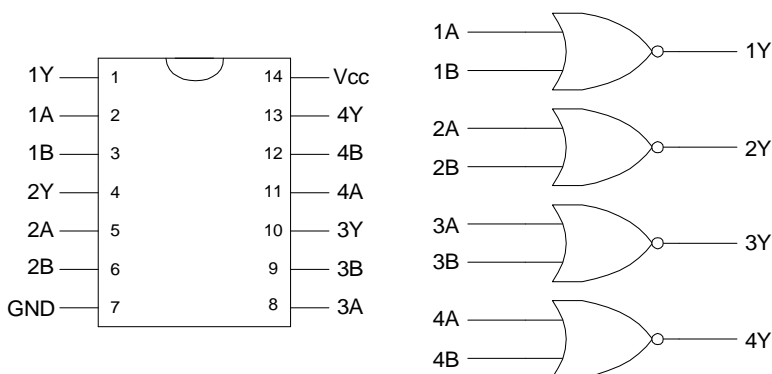 1Y 1 14 Vcc
1A 2 13 4Y
1B 3 12 4B
2Y 4 11 4A
2A 5 10 3Y
2B 6 9 3B
GND 7 8 3A
1A
1B
1Y
2A
2B
2Y
3A
3B
3Y
4A
4B
4Y